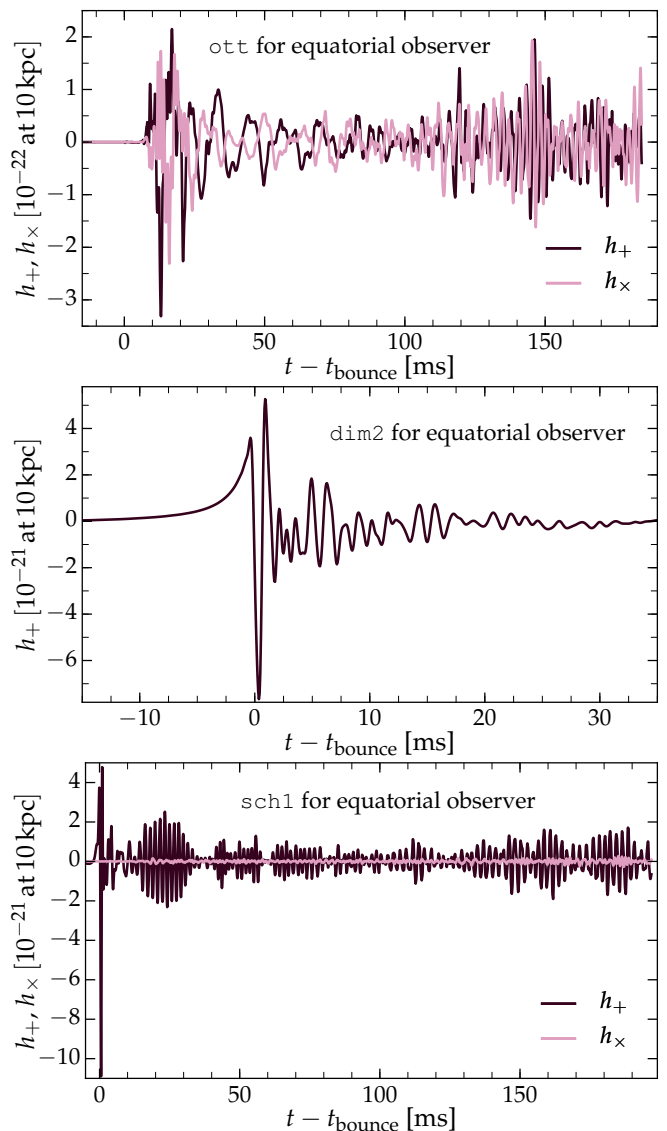 ott for equatorial observer
h₊, h× [10⁻²² at 10 kpc]
2
1
0
−1
−2
−3
h₊
h×
0 50 100 150
t − t_bounce [ms]
dim2 for equatorial observer
h₊ [10⁻²¹ at 10 kpc]
4
2
0
−2
−4
−6
−10 0 10 20 30
t − t_bounce [ms]
sch1 for equatorial observer
h₊, h× [10⁻²¹ at 10 kpc]
4
2
0
−2
−4
−6
−8
−10
h₊
h×
0 50 100 150
t − t_bounce [ms]